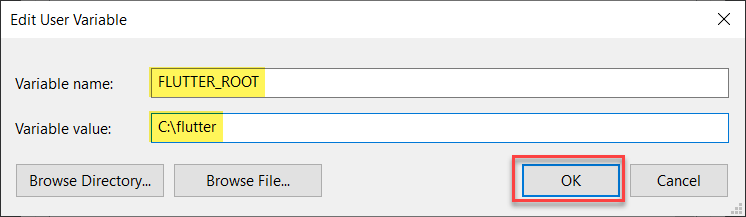 Edit User Variable
Variable name: FLUTTER_ROOT
Variable value: C:\flutter
Browse Directory... Browse File... OK Cancel